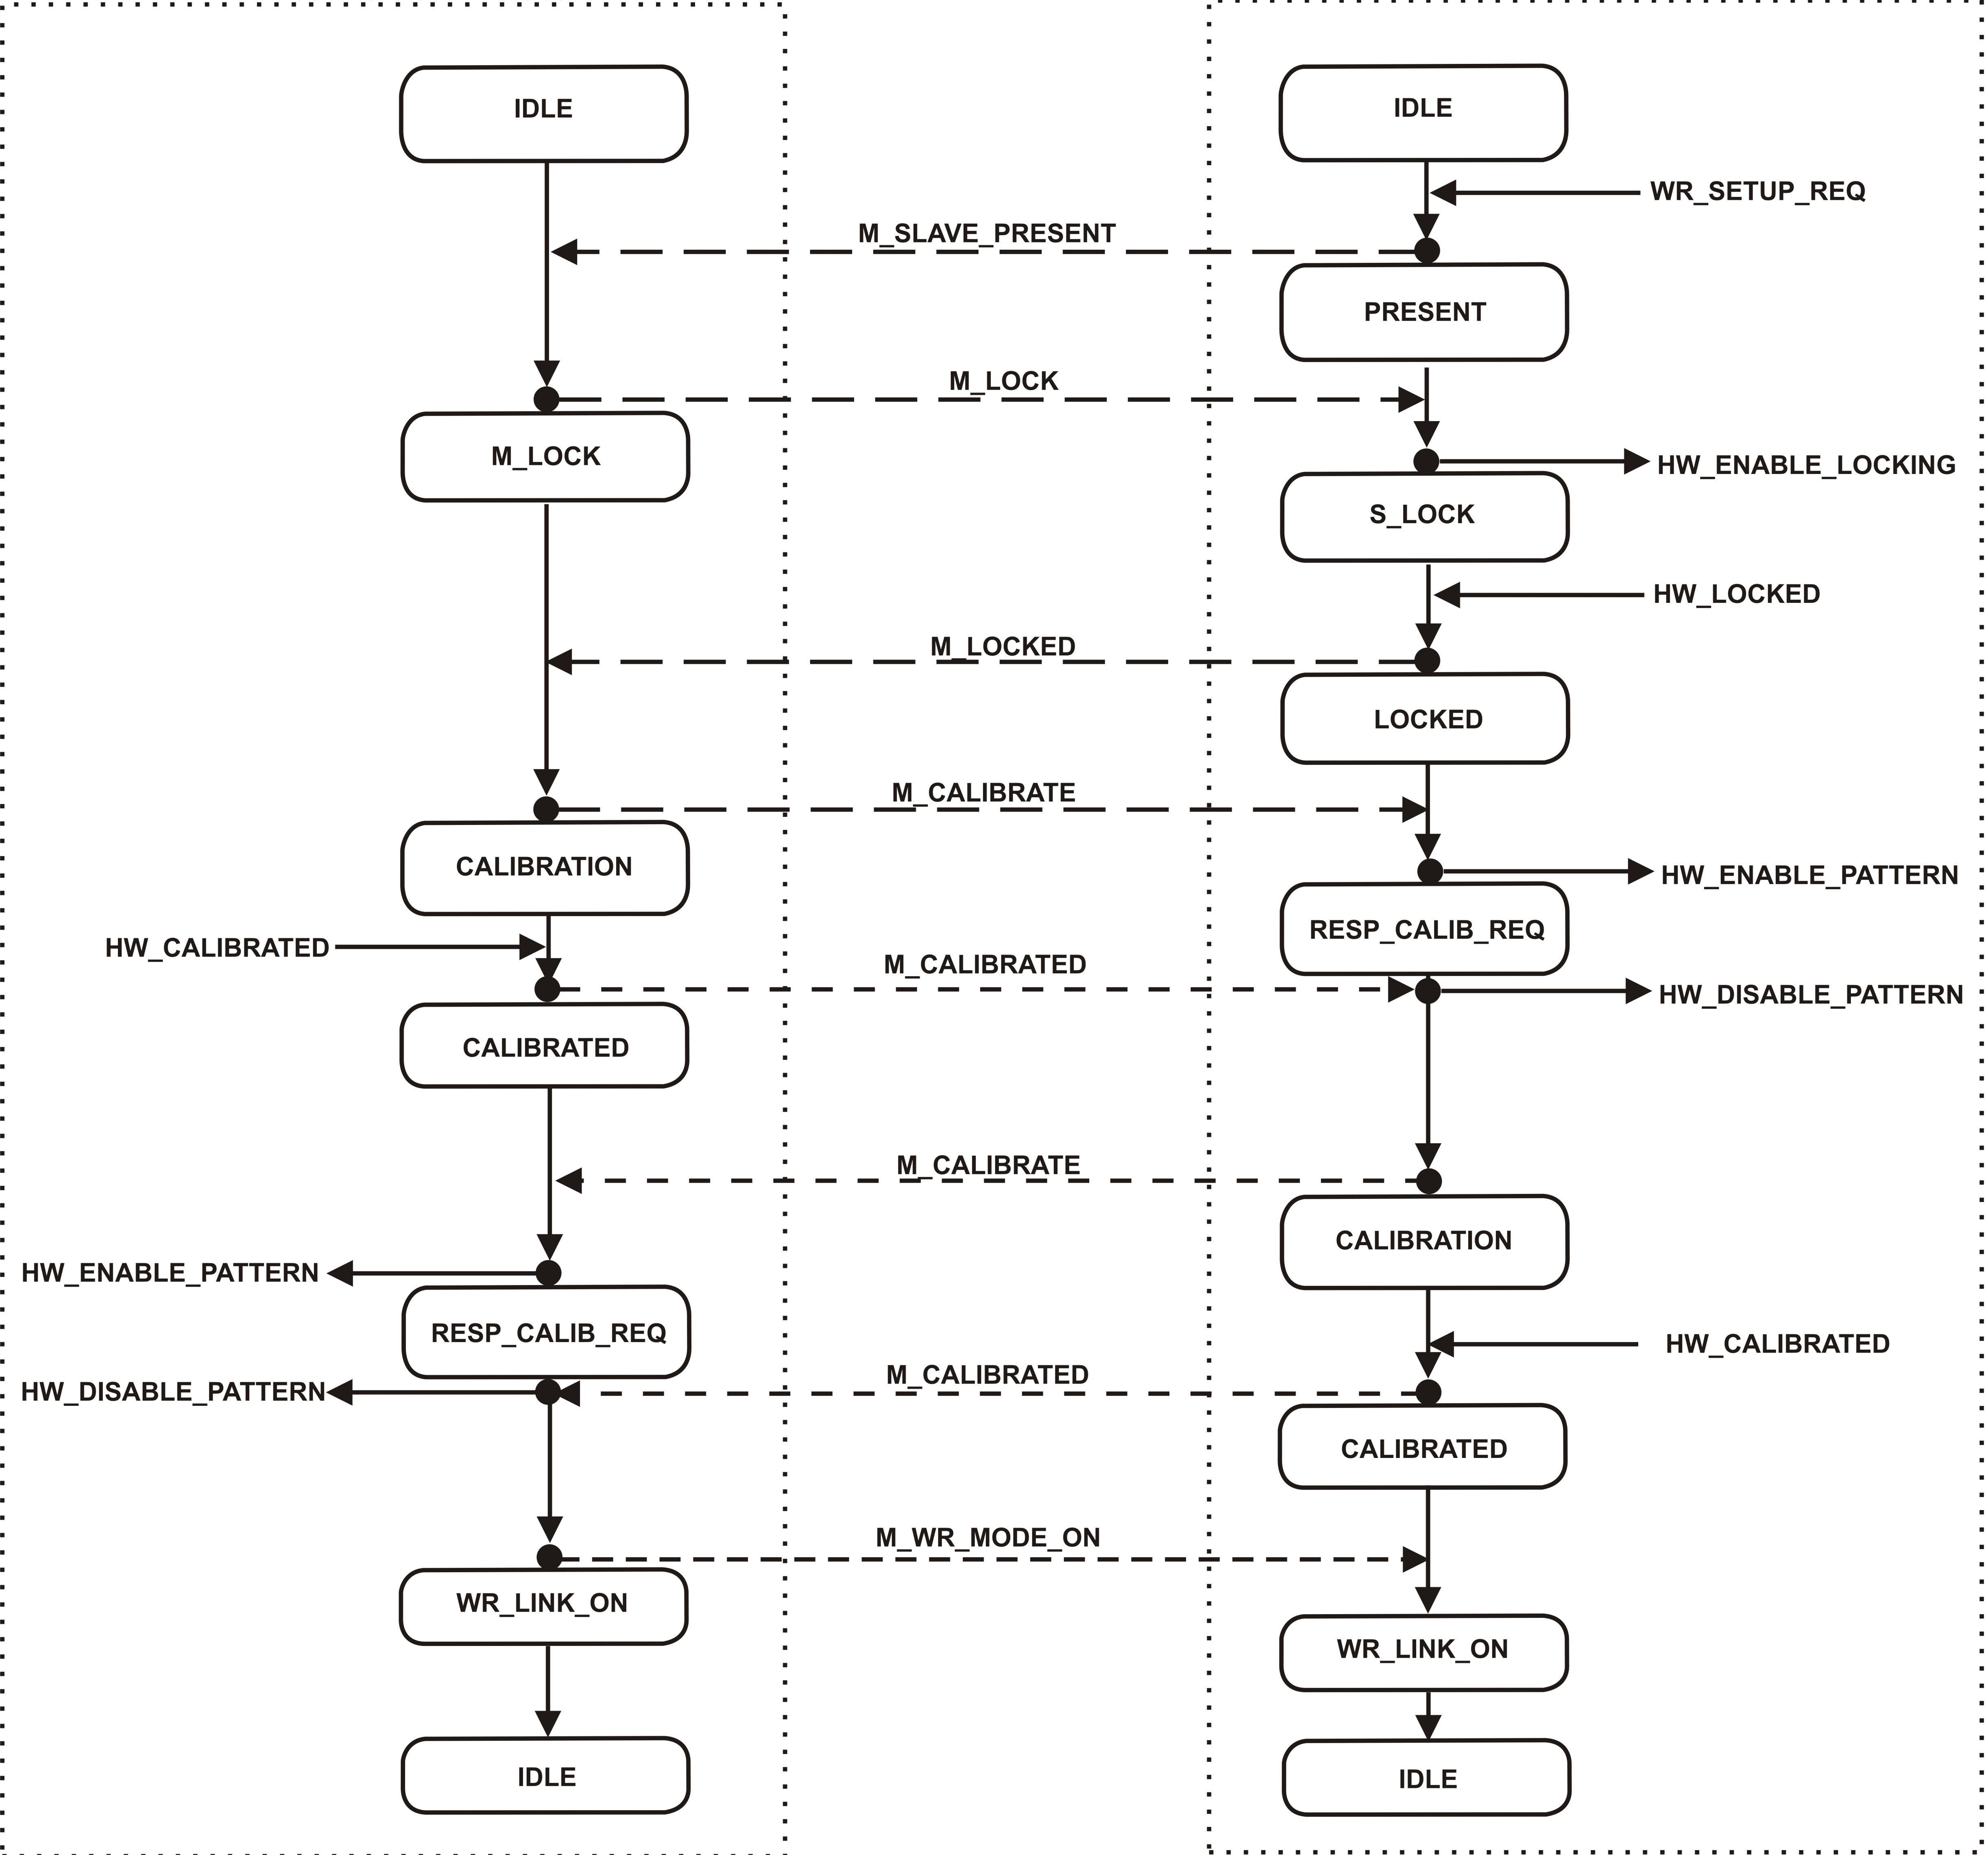 IDLE
IDLE
WR_SETUP_REQ
M_SLAVE_PRESENT
PRESENT
M_LOCK
M_LOCK
HW_ENABLE_LOCKING
S_LOCK
HW_LOCKED
M_LOCKED
LOCKED
M_CALIBRATE
CALIBRATION
HW_ENABLE_PATTERN
RESP_CALIB_REQ
HW_CALIBRATED
M_CALIBRATED
HW_DISABLE_PATTERN
CALIBRATED
M_CALIBRATE
CALIBRATION
HW_ENABLE_PATTERN
RESP_CALIB_REQ
HW_CALIBRATED
M_CALIBRATED
HW_DISABLE_PATTERN
CALIBRATED
M_WR_MODE_ON
WR_LINK_ON
WR_LINK_ON
IDLE
IDLE